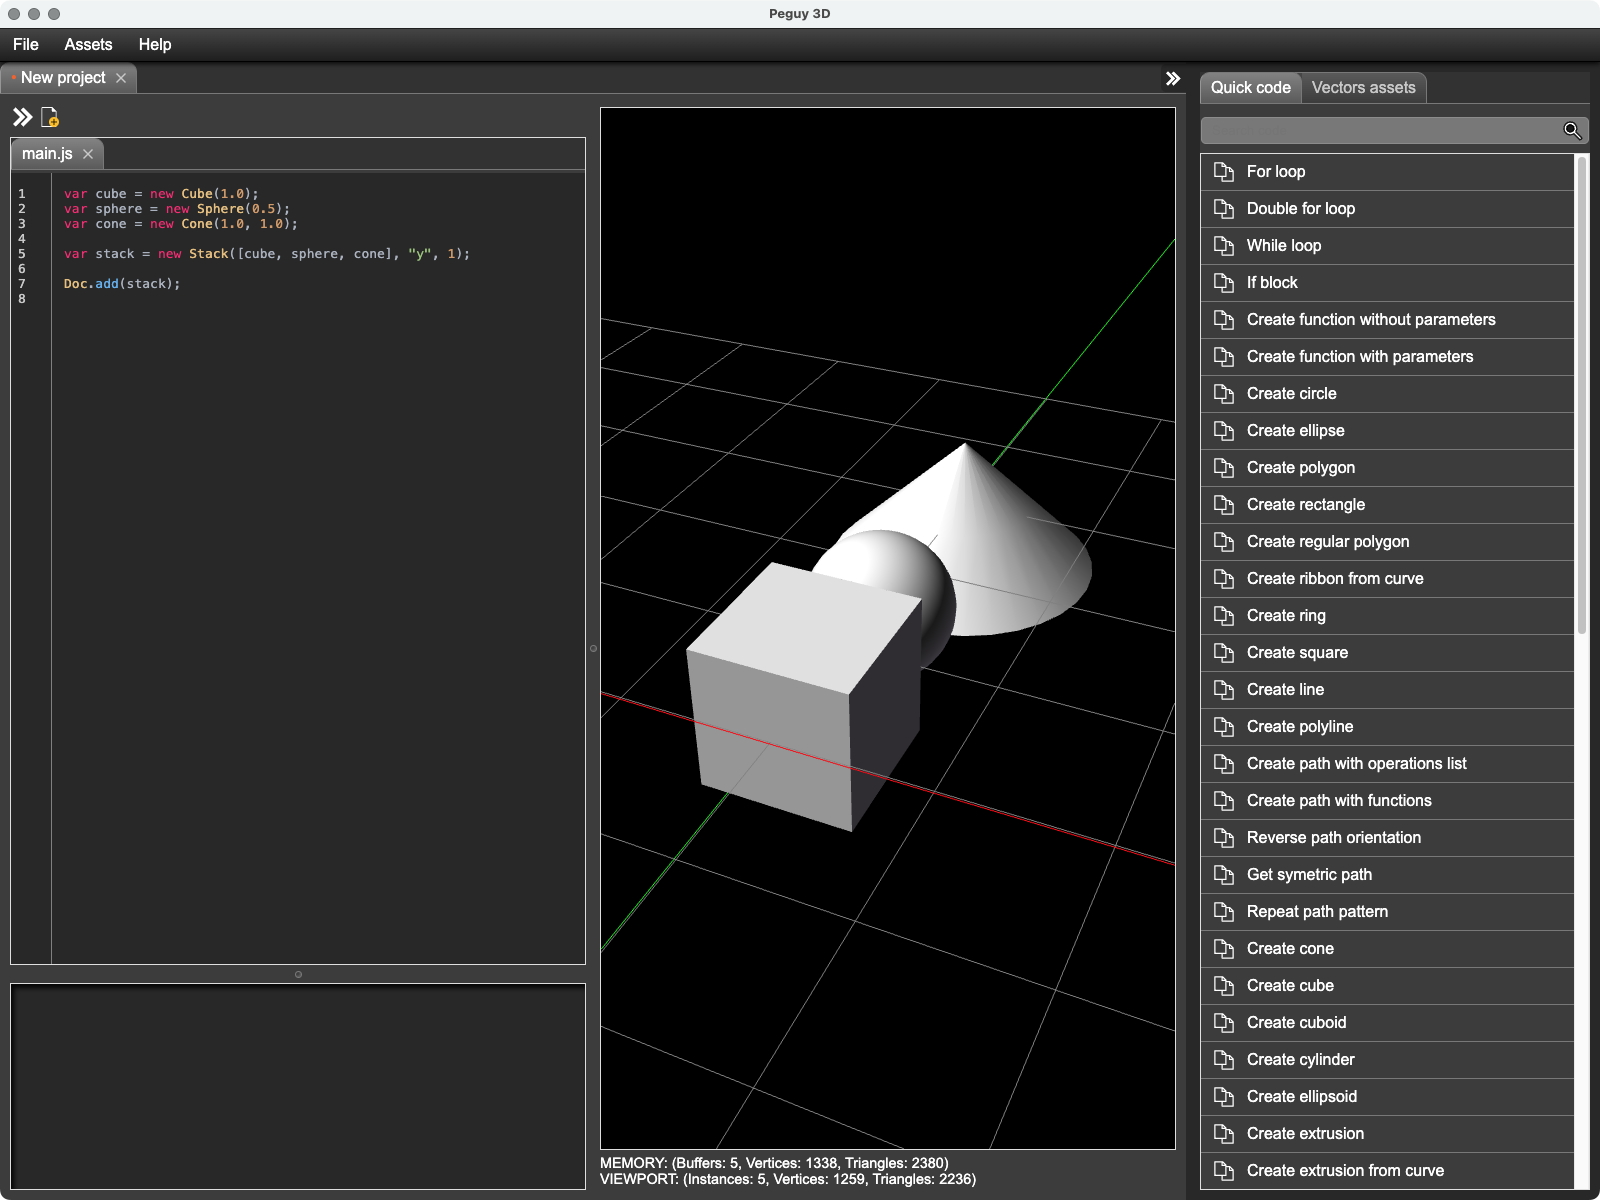 Peguy 3D
File Assets Help
New project
main.js
1 var cube = new Cube(1.0);
2 var sphere = new Sphere(0.5);
3 var cone = new Cone(1.0, 1.0);
4
5 var stack = new Stack([cube, sphere, cone], "y", 1);
6
7 Doc.add(stack);
8
MEMORY: (Buffers: 5, Vertices: 1338, Triangles: 2380)
VIEWPORT: (Instances: 5, Vertices: 1259, Triangles: 2236)
Quick code Vectors assets
For loop
Double for loop
While loop
If block
Create function without parameters
Create function with parameters
Create circle
Create ellipse
Create polygon
Create rectangle
Create regular polygon
Create ribbon from curve
Create ring
Create square
Create line
Create polyline
Create path with operations list
Create path with functions
Reverse path orientation
Get symetric path
Repeat path pattern
Create cone
Create cube
Create cuboid
Create cylinder
Create ellipsoid
Create extrusion
Create extrusion from curve